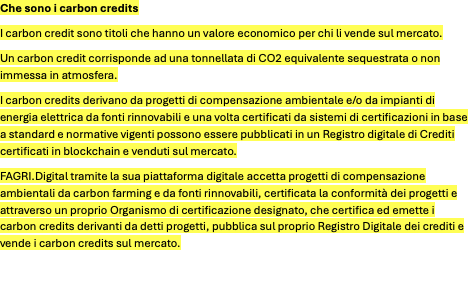 Che sono i carbon credits
I carbon credit sono titoli che hanno un valore economico per chi li vende sul mercato.
Un carbon credit corrisponde ad una tonnellata di CO2 equivalente sequestrata o non
immessa in atmosfera.
I carbon credits derivano da progetti di compensazione ambientale e/o da impianti di
energia elettrica da fonti rinnovabili e una volta certificati da sistemi di certificazioni in base
a standard e normative vigenti possono essere pubblicati in un Registro digitale di Crediti
certificati in blockchain e venduti sul mercato.
FAGRI.Digital tramite la sua piattaforma digitale accetta progetti di compensazione
ambientali da carbon farming e da fonti rinnovabili, certificata la conformità dei progetti e
attraverso un proprio Organismo di certificazione designato, che certifica ed emette i
carbon credits derivanti da detti progetti, pubblica sul proprio Registro Digitale dei crediti e
vende i carbon credits sul mercato.